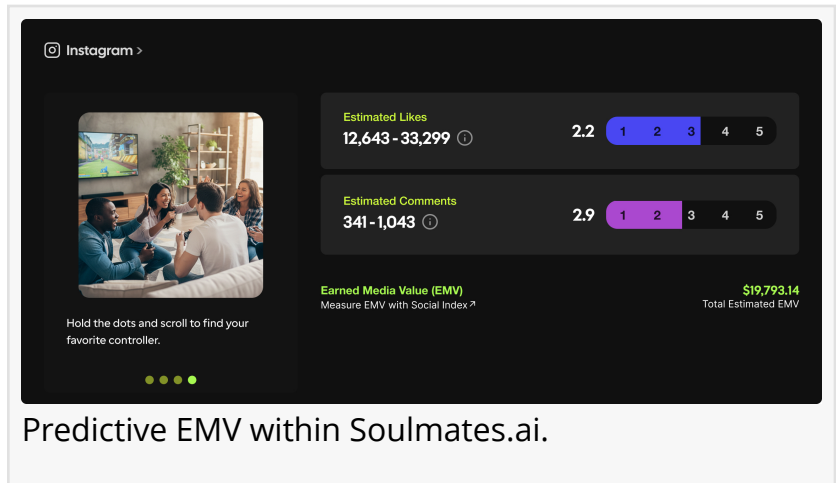 Instagram >
Estimated Likes
12,643 - 33,299
2.2
1 2 3 4 5
Estimated Comments
341 - 1,043
2.9
1 2 3 4 5
Earned Media Value (EMV)
Measure EMV with Social Index ↗
$19,793.14
Total Estimated EMV
Hold the dots and scroll to find your
favorite controller.
Predictive EMV within Soulmates.ai.